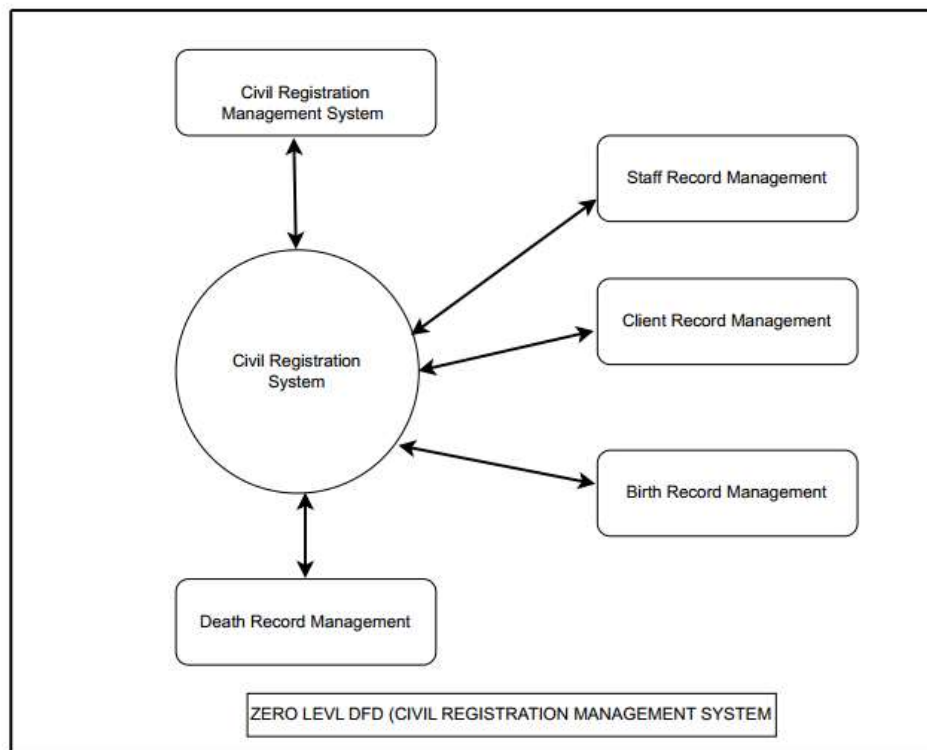 Civil Registration
Management System
Staff Record Management
Client Record Management
Civil Registration
System
Birth Record Management
Death Record Management
ZERO LEVL DFD (CIVIL REGISTRATION MANAGEMENT SYSTEM